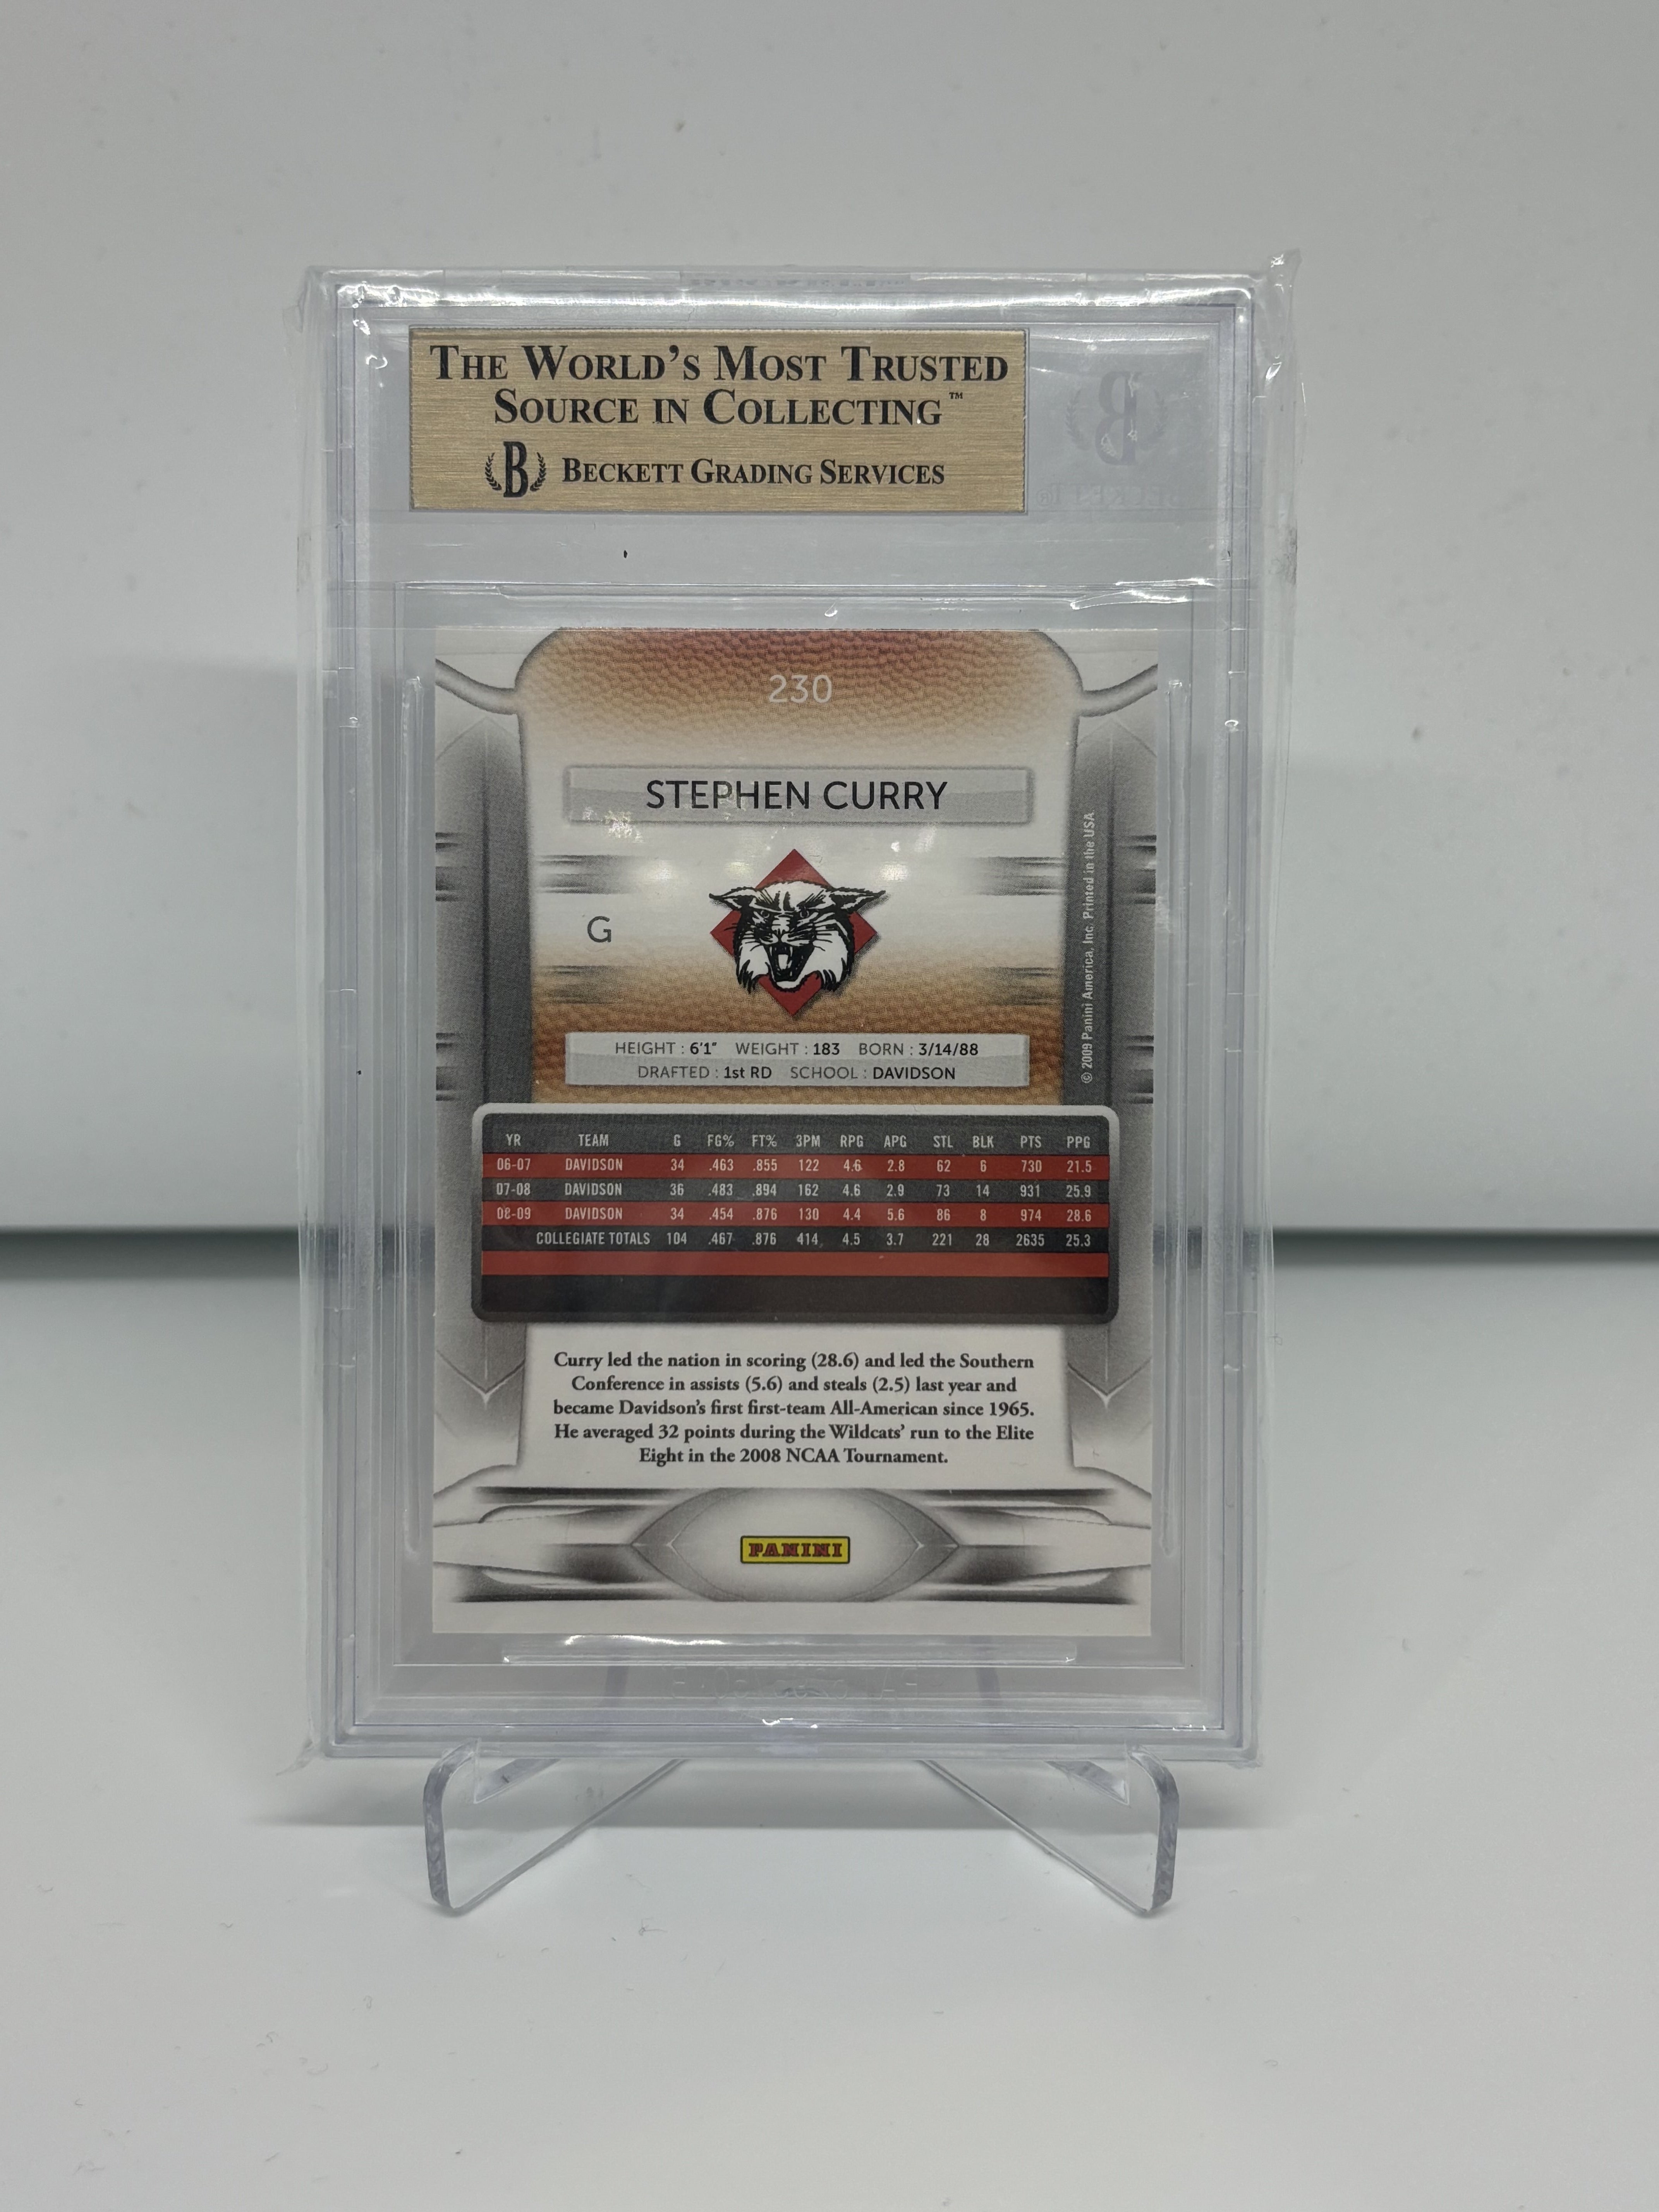 THE WORLD'S MOST TRUSTED
SOURCE IN COLLECTING™
B BECKETT GRADING SERVICES
B
BECKETT®
230
STEPHEN CURRY
G
© 2009 Panini America, Inc. Printed in the USA
HEIGHT : 6'1" WEIGHT : 183 BORN : 3/14/88
DRAFTED : 1st RD SCHOOL : DAVIDSON
YR TEAM G FG% FT% 3PM RPG APG STL BLK PTS PPG
06-07 DAVIDSON 34 .463 .855 122 4.6 2.8 62 6 730 21.5
07-08 DAVIDSON 36 .483 .894 162 4.6 2.9 73 14 931 25.9
08-09 DAVIDSON 34 .454 .876 130 4.4 5.6 86 8 974 28.6
COLLEGIATE TOTALS 104 .467 .876 414 4.5 3.7 221 28 2635 25.3
Curry led the nation in scoring (28.6) and led the Southern
Conference in assists (5.6) and steals (2.5) last year and
became Davidson's first first-team All-American since 1965.
He averaged 32 points during the Wildcats' run to the Elite
Eight in the 2008 NCAA Tournament.
PANINI